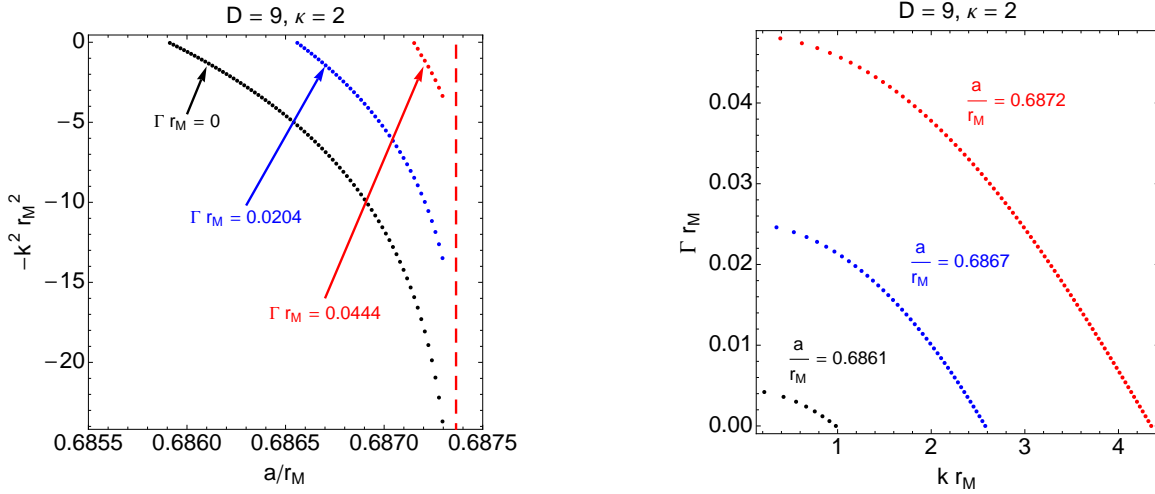 D = 9, κ = 2
0
−5
−10
−15
−20
−k² r_M²
Γ r_M = 0
Γ r_M = 0.0204
Γ r_M = 0.0444
0.6855 0.6860 0.6865 0.6870 0.6875
a/r_M
D = 9, κ = 2
0.04
0.03
0.02
0.01
0.00
Γ r_M
a
r_M = 0.6872
a
r_M = 0.6867
a
r_M = 0.6861
1 2 3 4
k r_M